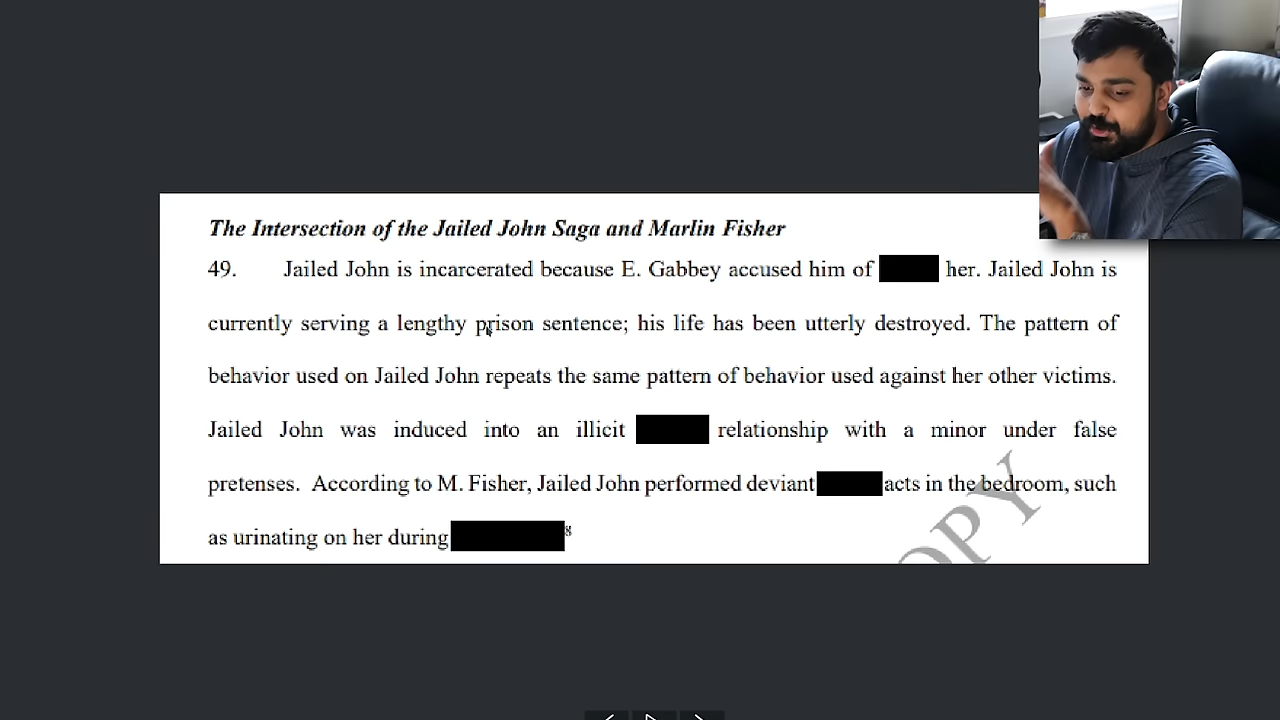 The Intersection of the Jailed John Saga and Marlin Fisher
49. Jailed John is incarcerated because E. Gabbey accused him of her. Jailed John is
currently serving a lengthy prison sentence; his life has been utterly destroyed. The pattern of
behavior used on Jailed John repeats the same pattern of behavior used against her other victims.
Jailed John was induced into an illicit relationship with a minor under false
pretenses. According to M. Fisher, Jailed John performed deviant acts in the bedroom, such
as urinating on her during 8
OPY